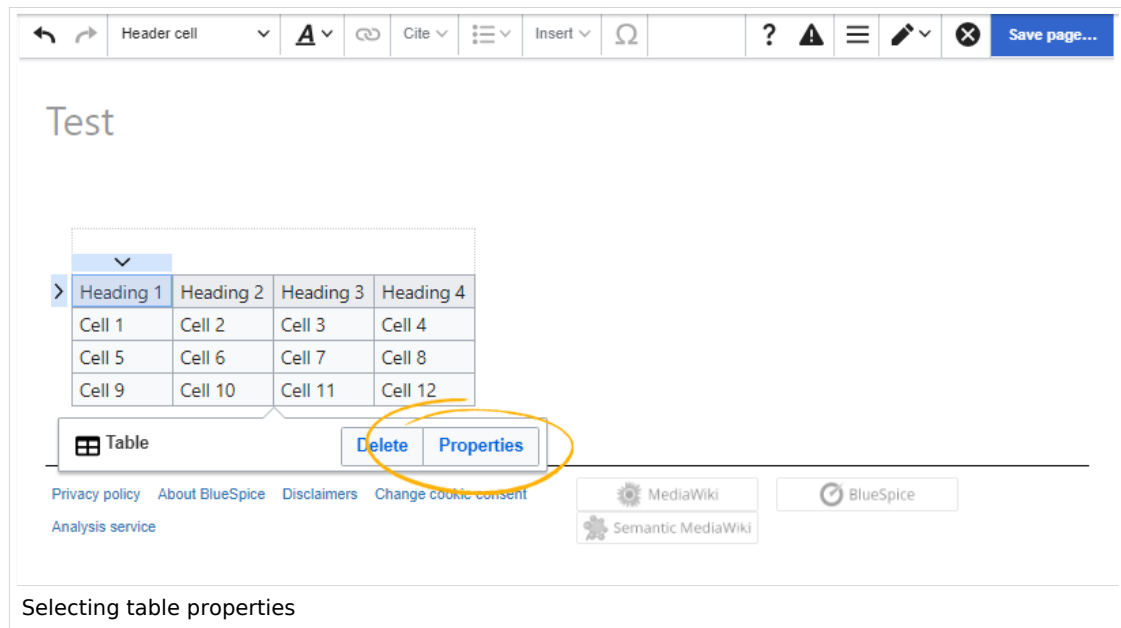 Header cell A Cite Insert Ω ? Save page...
Test
Heading 1 Heading 2 Heading 3 Heading 4
Cell 1 Cell 2 Cell 3 Cell 4
Cell 5 Cell 6 Cell 7 Cell 8
Cell 9 Cell 10 Cell 11 Cell 12
Table Delete Properties
Privacy policy About BlueSpice Disclaimers Change cookie consent MediaWiki BlueSpice
Analysis service Semantic MediaWiki
Selecting table properties